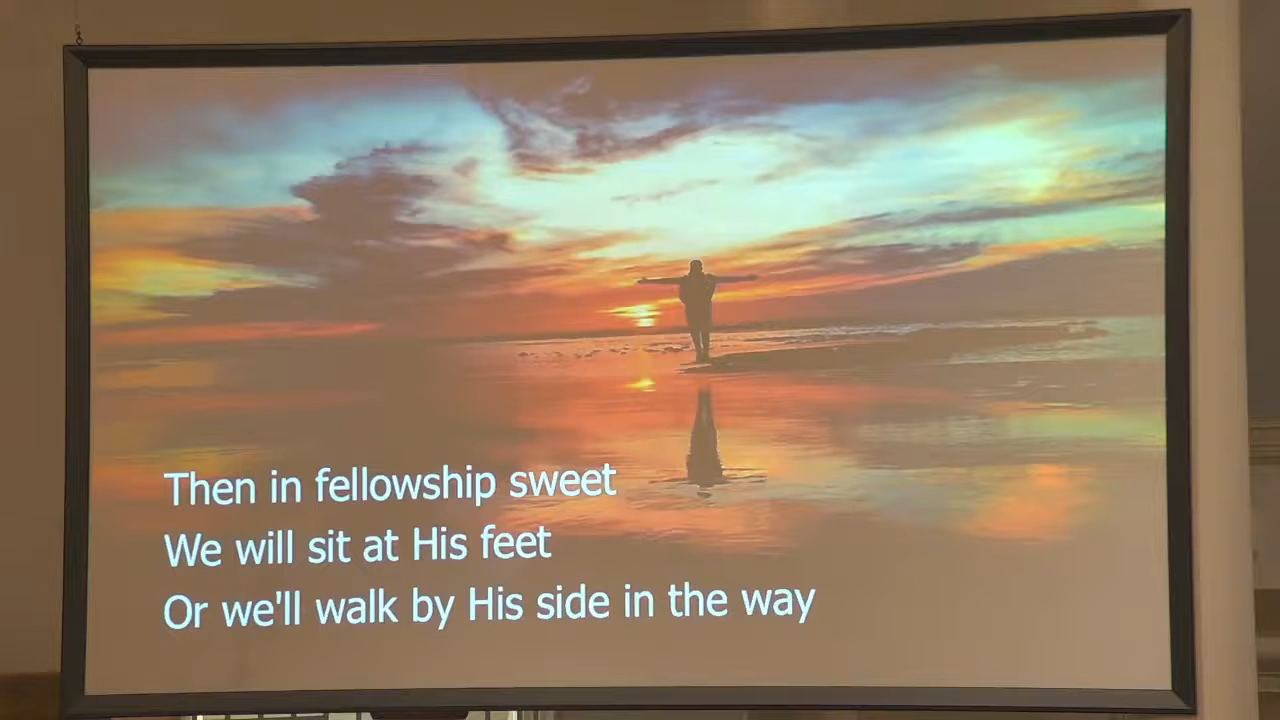 Then in fellowship sweet
We will sit at His feet
Or we'll walk by His side in the way